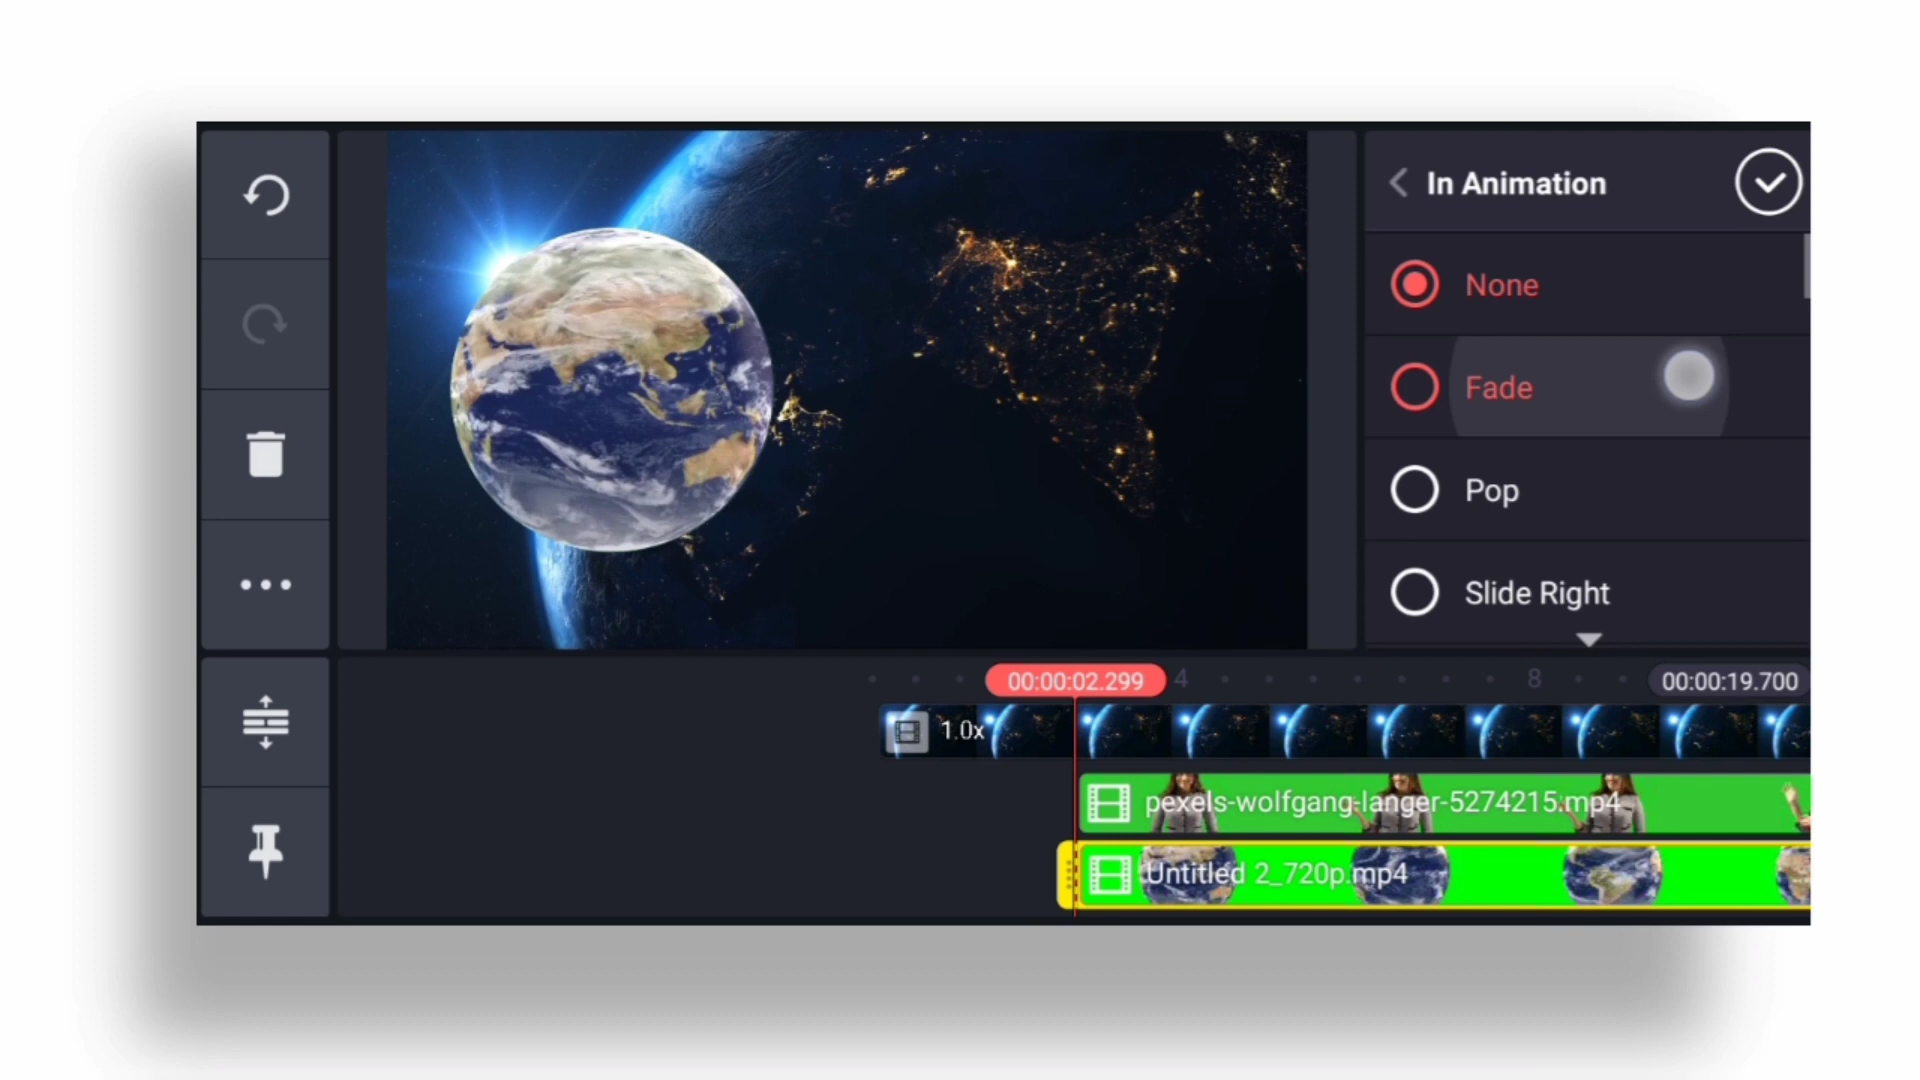 In Animation
None
Fade
Pop
Slide Right
00:00:02.299
4
8
00:00:19.700
1.0x
pexels-wolfgang-langer-5274215.mp4
Untitled 2_720p.mp4